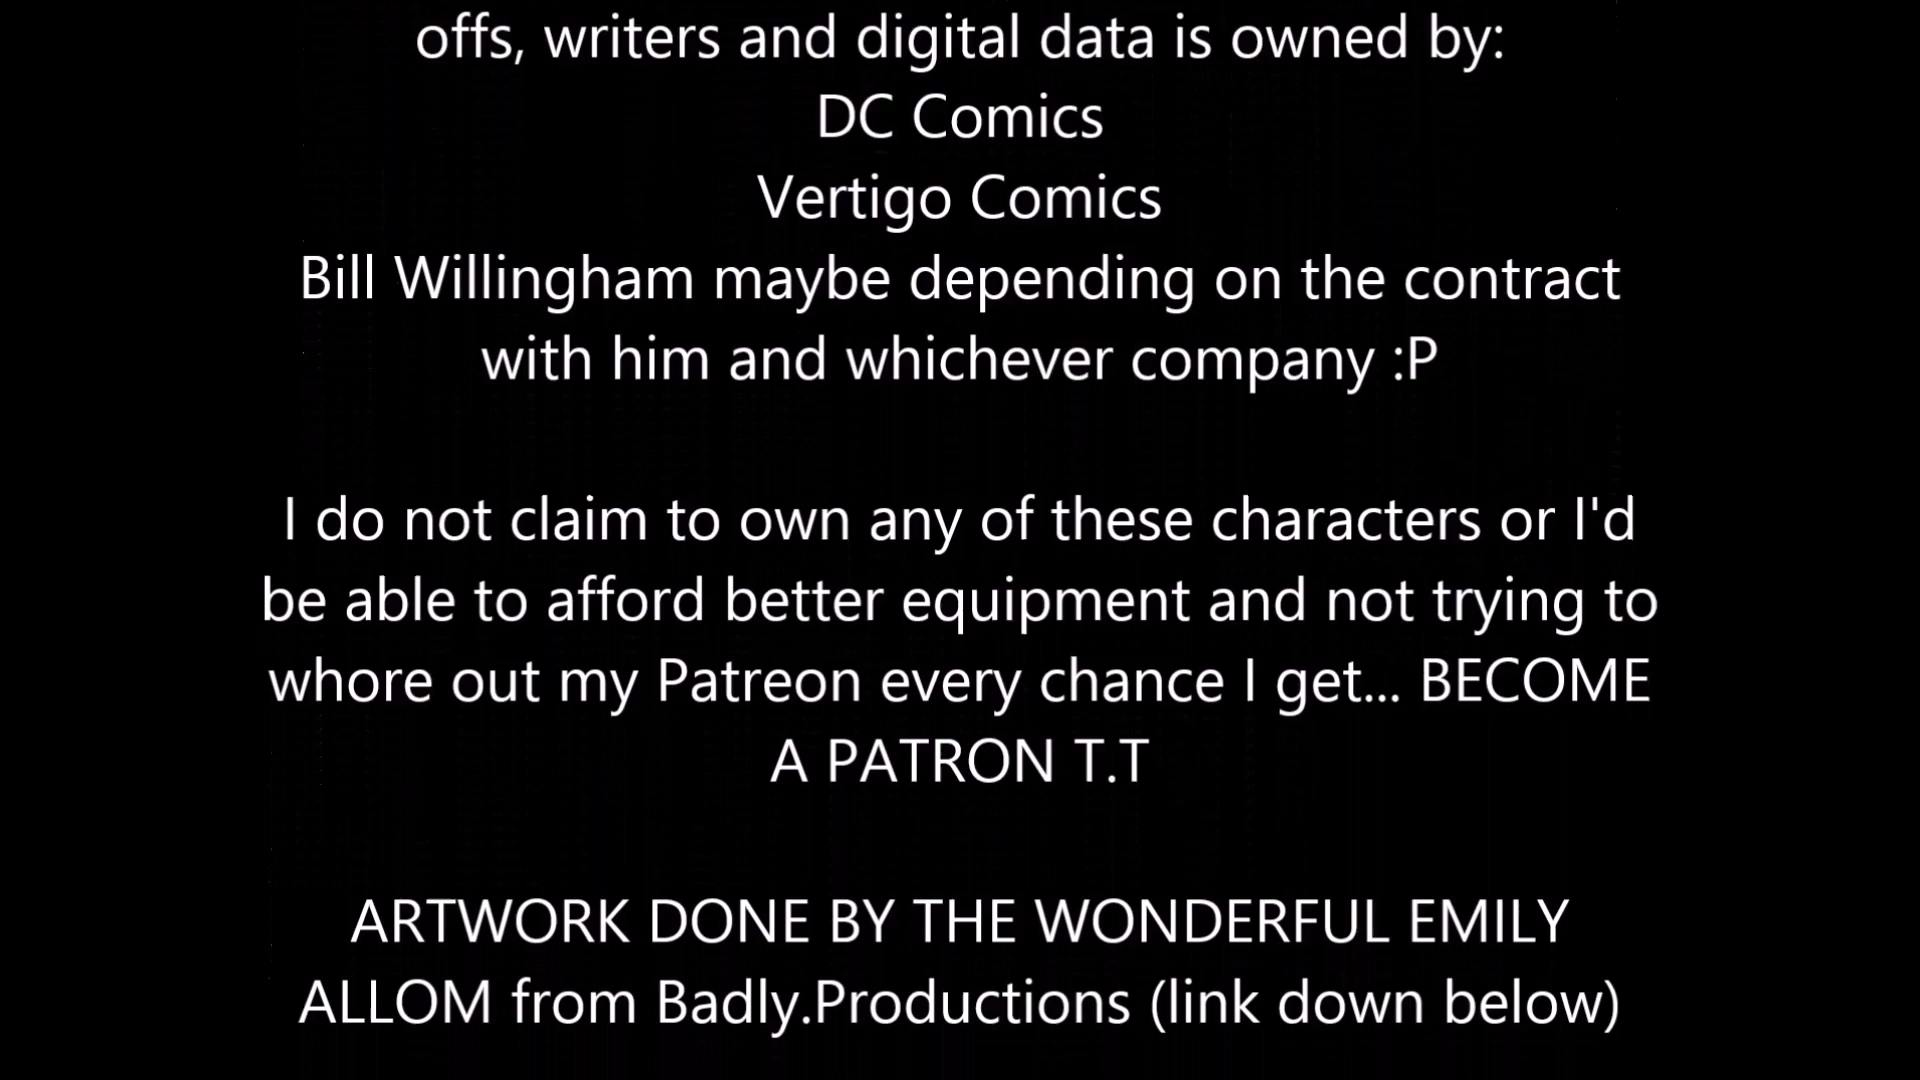 offs, writers and digital data is owned by:
DC Comics
Vertigo Comics
Bill Willingham maybe depending on the contract
with him and whichever company :P
I do not claim to own any of these characters or I'd
be able to afford better equipment and not trying to
whore out my Patreon every chance I get... BECOME
A PATRON T.T
ARTWORK DONE BY THE WONDERFUL EMILY
ALLOM from Badly.Productions (link down below)